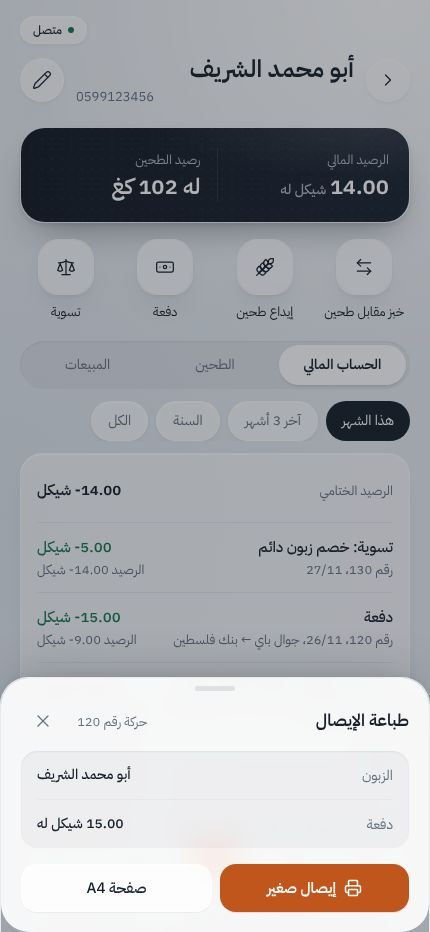 متصل
أبو محمد الشريف
0599123456
الرصيد المالي
14.00 شيكل له
رصيد الطحين
له 102 كغ
خبز مقابل طحين
إيداع طحين
دفعة
تسوية
الحساب المالي
الطحين
المبيعات
هذا الشهر
آخر 3 أشهر
السنة
الكل
الرصيد الختامي
-14.00 شيكل
تسوية: خصم زبون دائم
-5.00 شيكل
رقم 130، 27/11
الرصيد -14.00 شيكل
دفعة
-15.00 شيكل
رقم 120، 26/11، جوال باي ← بنك فلسطين
الرصيد -9.00 شيكل
طباعة الإيصال
حركة رقم 120
الزبون
أبو محمد الشريف
دفعة
15.00 شيكل له
إيصال صغير
صفحة A4